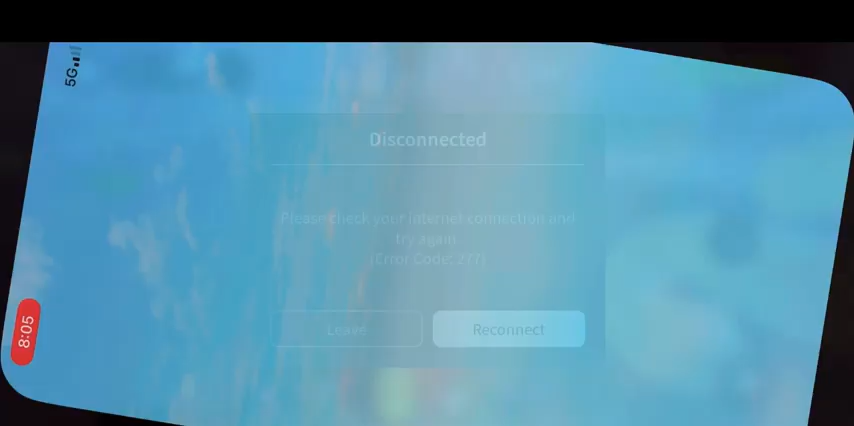 5G
8:05
Disconnected
Please check your internet connection and
try again.
(Error Code: 277)
Leave
Reconnect